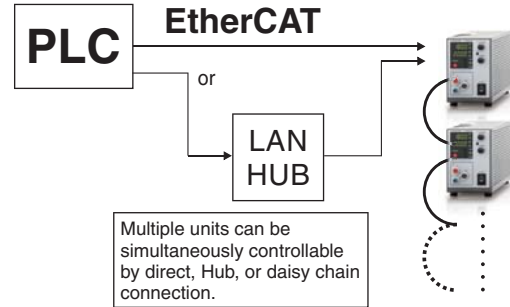 EtherCAT
PLC
or
LAN
HUB
Multiple units can be
simultaneously controllable
by direct, Hub, or daisy chain
connection.